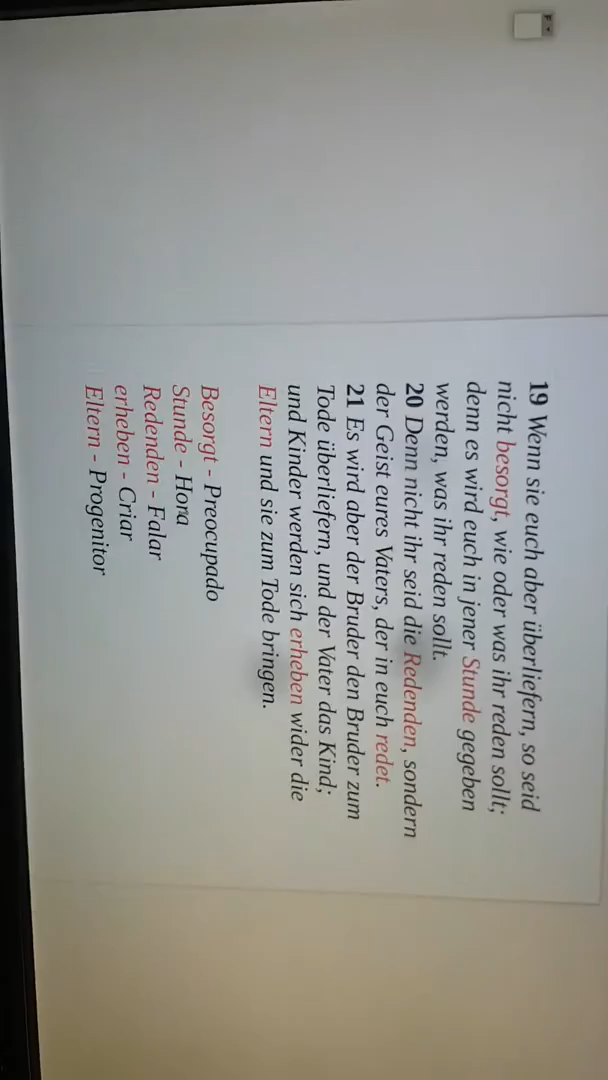 19 Wenn sie euch aber überliefern, so seid
nicht besorgt, wie oder was ihr reden sollt;
denn es wird euch in jener Stunde gegeben
werden, was ihr reden sollt.
20 Denn nicht ihr seid die Redenden, sondern
der Geist eures Vaters, der in euch redet.
21 Es wird aber der Bruder den Bruder zum
Tode überliefern, und der Vater das Kind;
und Kinder werden sich erheben wider die
Eltern und sie zum Tode bringen.
Besorgt - Preocupado
Stunde - Hora
Redenden - Falar
erheben - Criar
Eltern - Progenitor